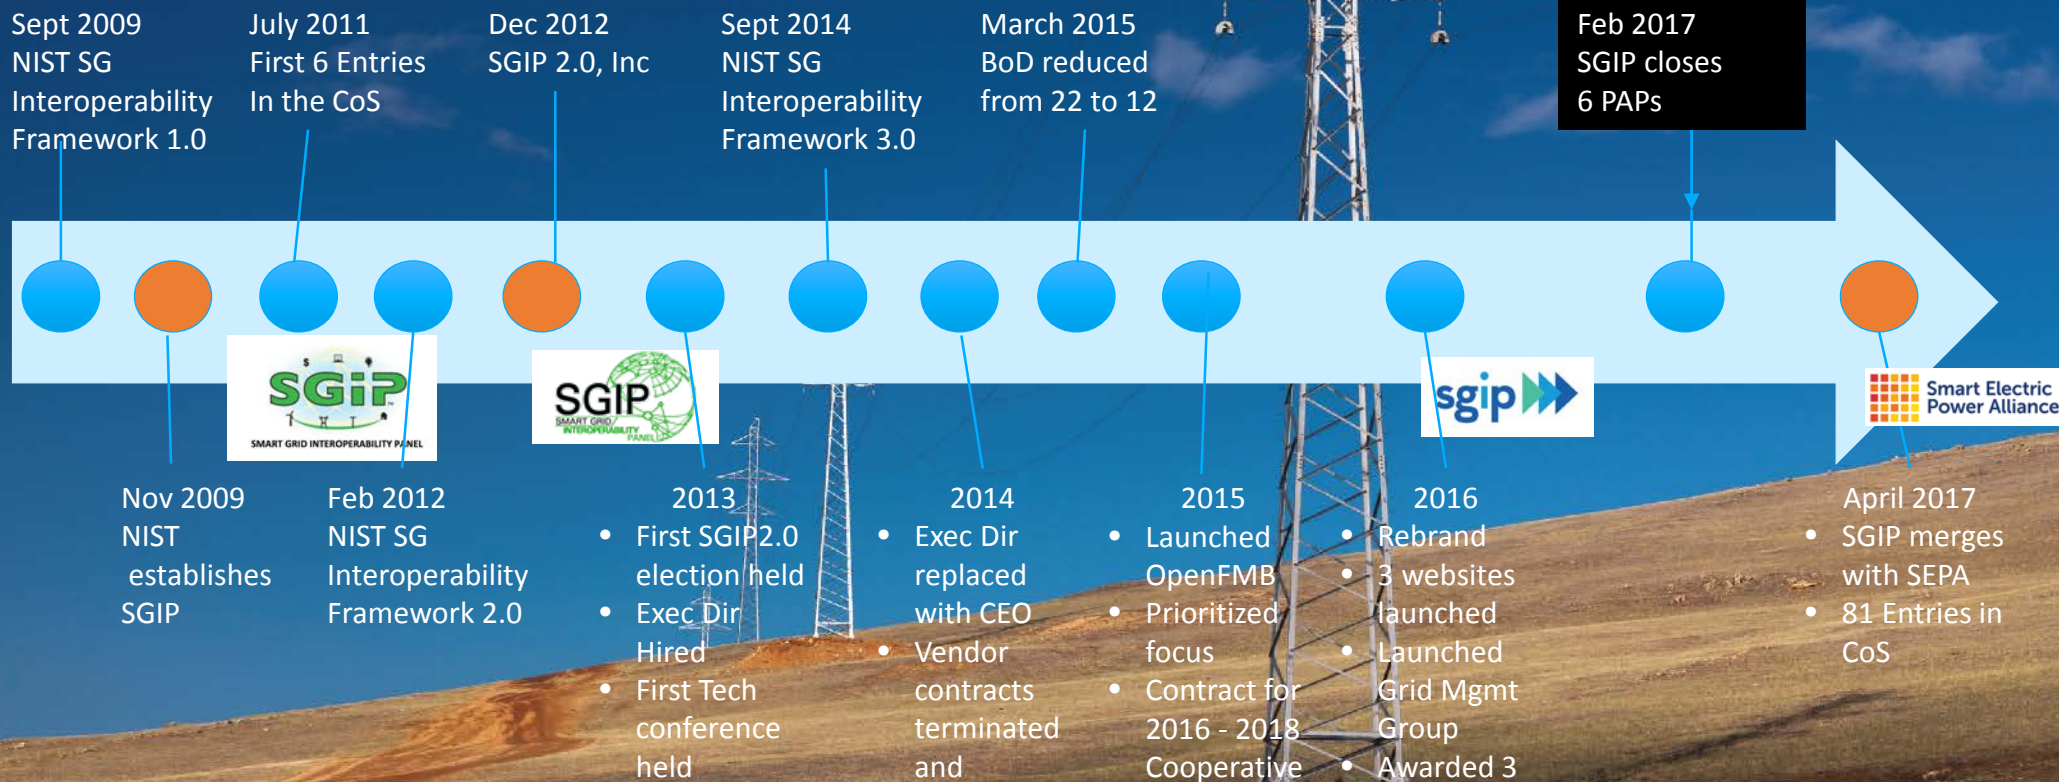 Sept 2009
NIST SG
Interoperability
Framework 1.0
July 2011
First 6 Entries
In the CoS
Dec 2012
SGIP 2.0, Inc
Sept 2014
NIST SG
Interoperability
Framework 3.0
March 2015
BoD reduced
from 22 to 12
Feb 2017
SGIP closes
6 PAPs
SGiP
SMART GRID INTEROPERABILITY PANEL
SGIP
SMART GRID
INTEROPERABILITY
PANEL
sgip
Smart Electric
Power Alliance
Nov 2009
NIST
establishes
SGIP
Feb 2012
NIST SG
Interoperability
Framework 2.0
2013
• First SGIP2.0
election held
• Exec Dir
Hired
• First Tech
conference
held
2014
• Exec Dir
replaced
with CEO
• Vendor
contracts
terminated
and
2015
• Launched
OpenFMB
• Prioritized
focus
• Contract for
2016 - 2018
Cooperative
2016
• Rebrand
• 3 websites
launched
• Launched
Grid Mgmt
Group
• Awarded 3
April 2017
• SGIP merges
with SEPA
• 81 Entries in
CoS